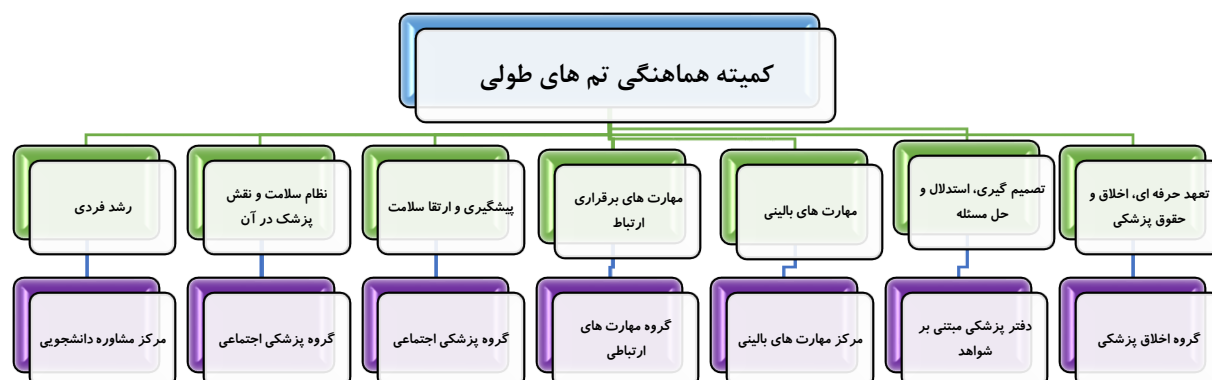 کمیته هماهنگی تم های طولی
تعهد حرفه ای، اخلاق و
حقوق پزشکی
تصمیم گیری، استدلال و
حل مسئله
مهارت های بالینی
مهارت های برقراری
ارتباط
پیشگیری و ارتقا سلامت
نظام سلامت و نقش
پزشک در آن
رشد فردی
گروه اخلاق پزشکی
دفتر پزشکی مبتنی بر
شواهد
مرکز مهارت های بالینی
گروه مهارت های
ارتباطی
گروه پزشکی اجتماعی
گروه پزشکی اجتماعی
مرکز مشاوره دانشجویی